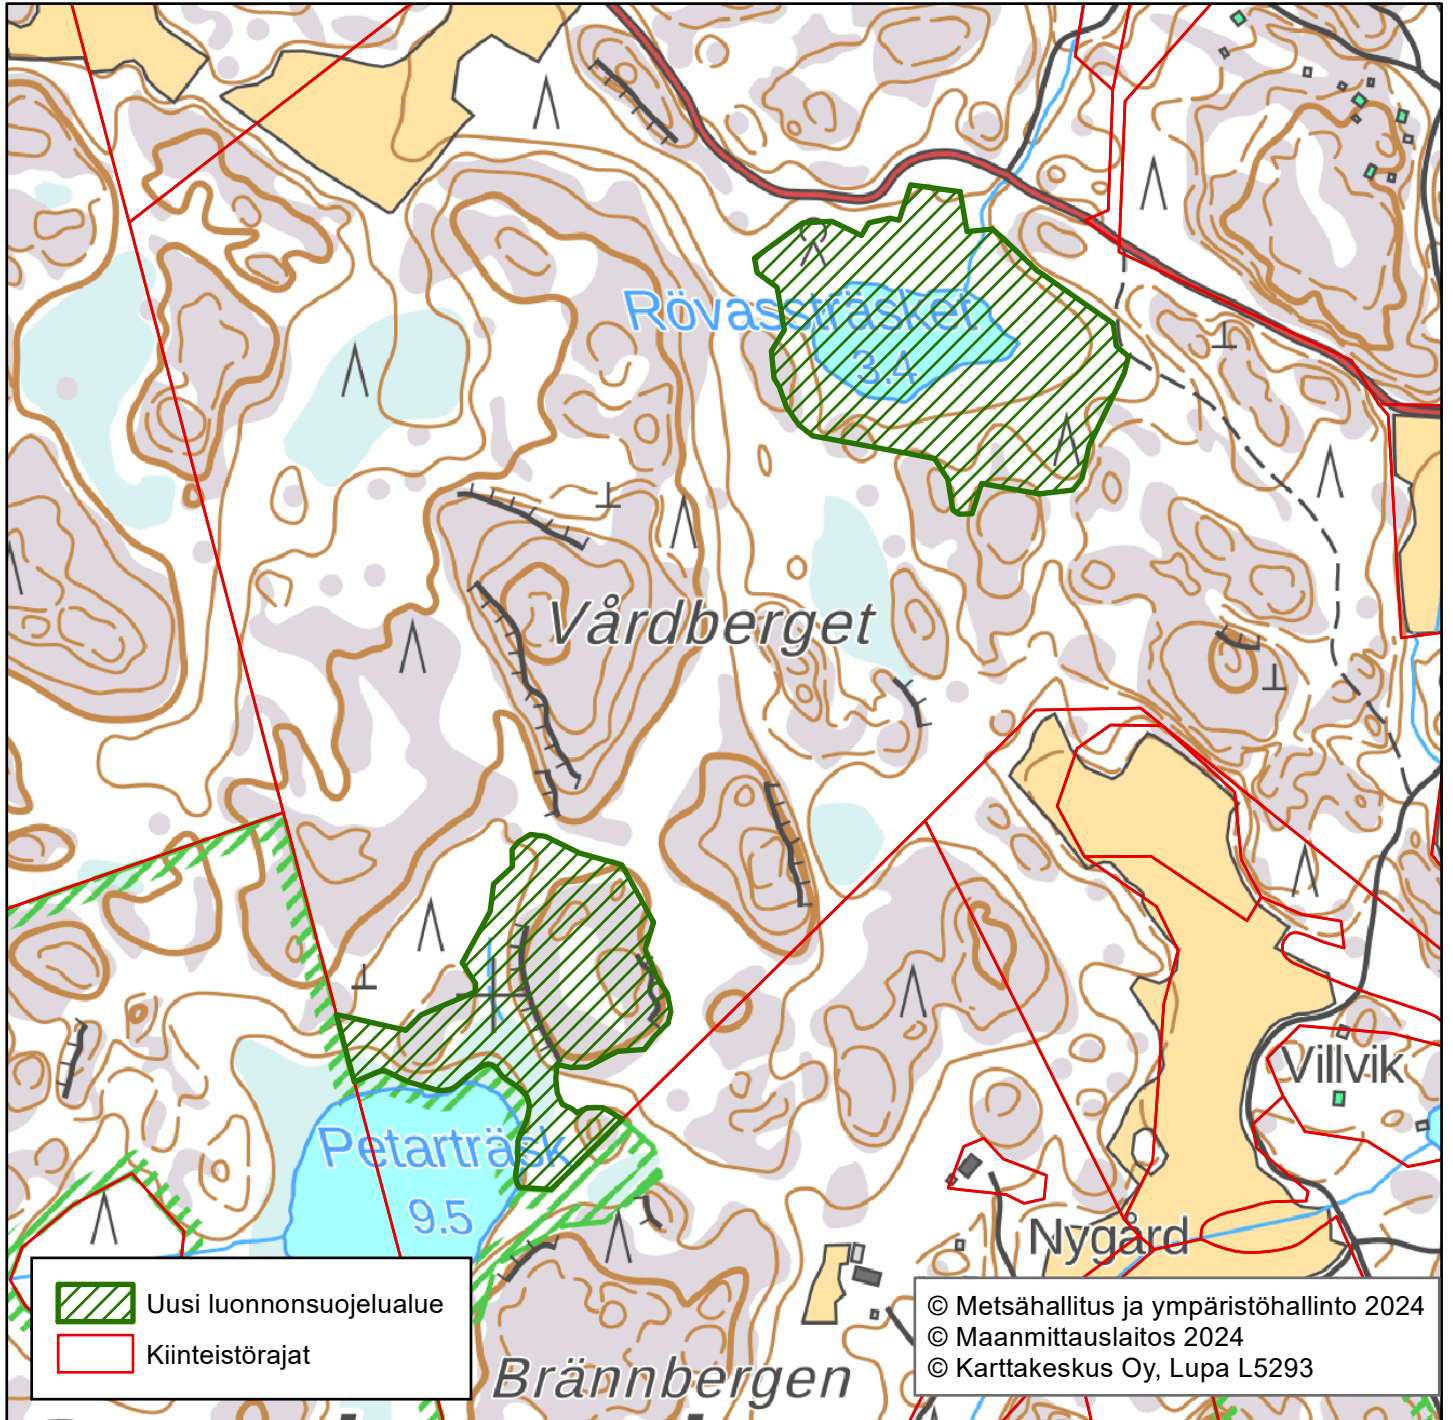 Rövassträsket
3.4
Vårdberget
Petarträsk
9.5
Villvik
Nygård
Brännbergen
Uusi luonnonsuojelualue
Kiinteistörajat
© Metsähallitus ja ympäristöhallinto 2024
© Maanmittauslaitos 2024
© Karttakeskus Oy, Lupa L5293